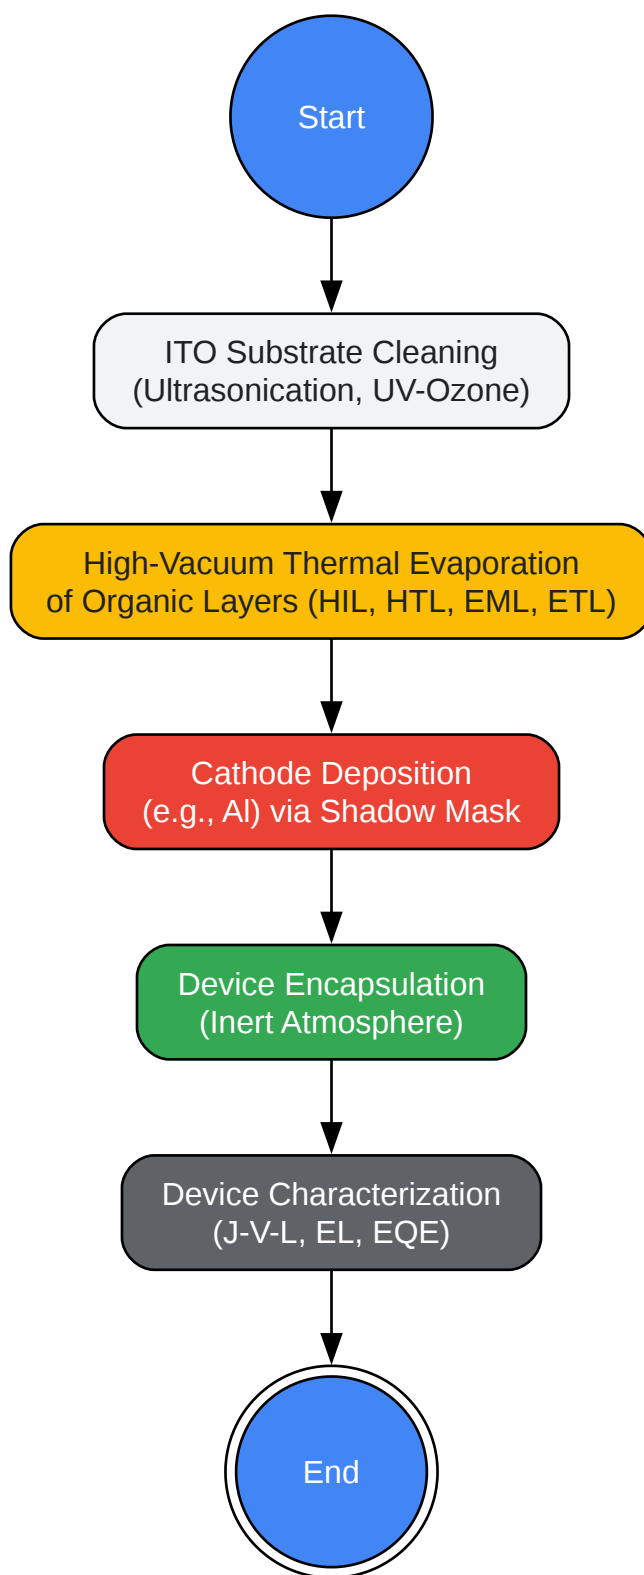 Start
ITO Substrate Cleaning
(Ultrasonication, UV-Ozone)
High-Vacuum Thermal Evaporation
of Organic Layers (HIL, HTL, EML, ETL)
Cathode Deposition
(e.g., Al) via Shadow Mask
Device Encapsulation
(Inert Atmosphere)
Device Characterization
(J-V-L, EL, EQE)
End